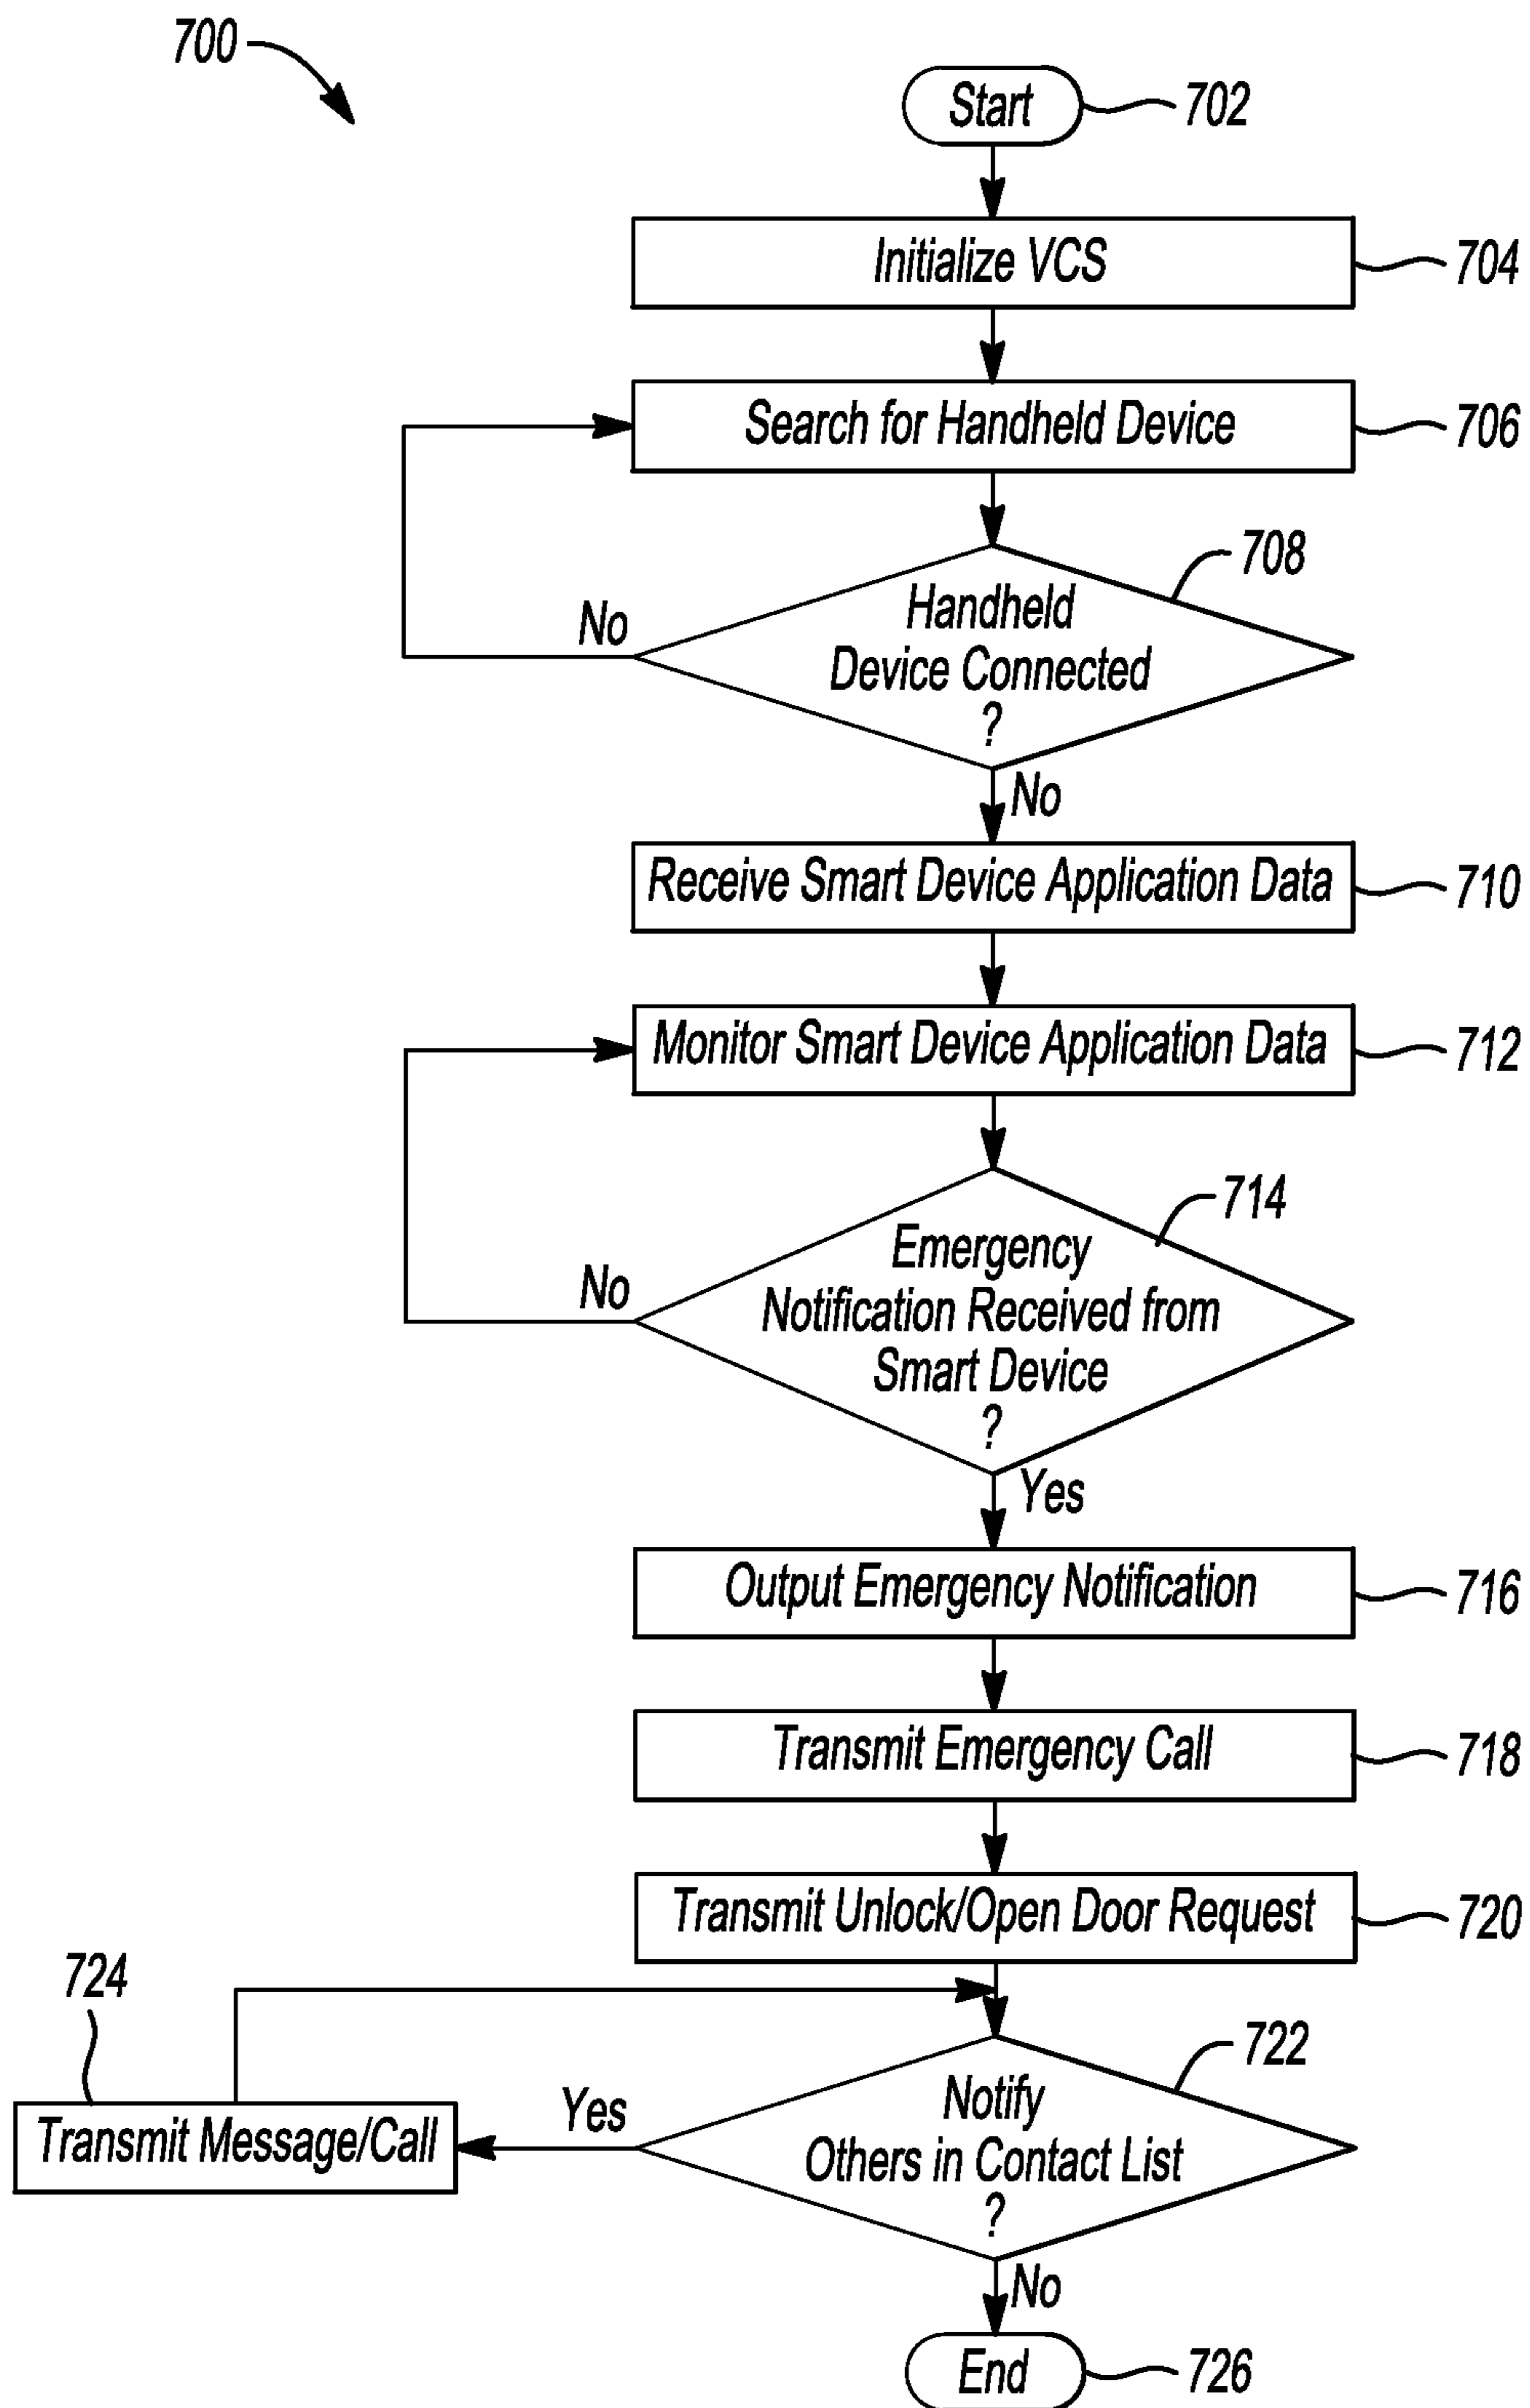 700
Start
702
Initialize VCS
704
Search for Handheld Device
706
708
Handheld
Device Connected
?
No
No
Receive Smart Device Application Data
710
Monitor Smart Device Application Data
712
714
Emergency
Notification Received from
Smart Device
?
No
Yes
Output Emergency Notification
716
Transmit Emergency Call
718
Transmit Unlock/Open Door Request
720
724
722
Transmit Message/Call
Yes
Notify
Others in Contact List
?
No
End
726